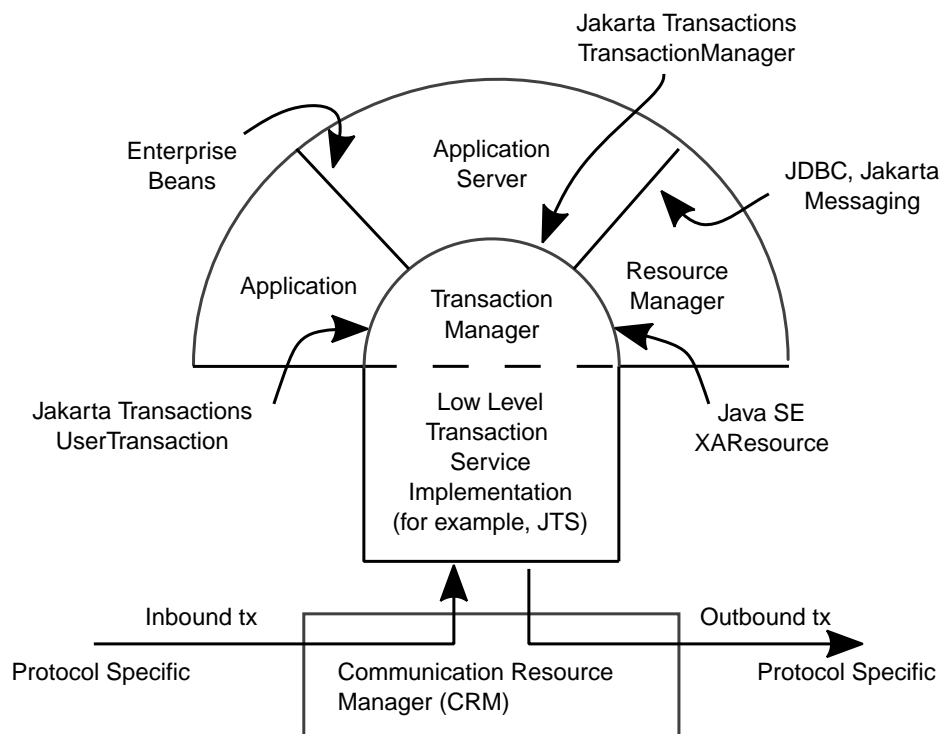 Jakarta Transactions
TransactionManager
Enterprise
Beans
Application
Server
JDBC, Jakarta
Messaging
Application
Resource
Manager
Transaction
Manager
Jakarta Transactions
UserTransaction
Low Level
Transaction
Service
Implementation
(for example, JTS)
Java SE
XAResource
Inbound tx
Outbound tx
Protocol Specific
Communication Resource
Manager (CRM)
Protocol Specific